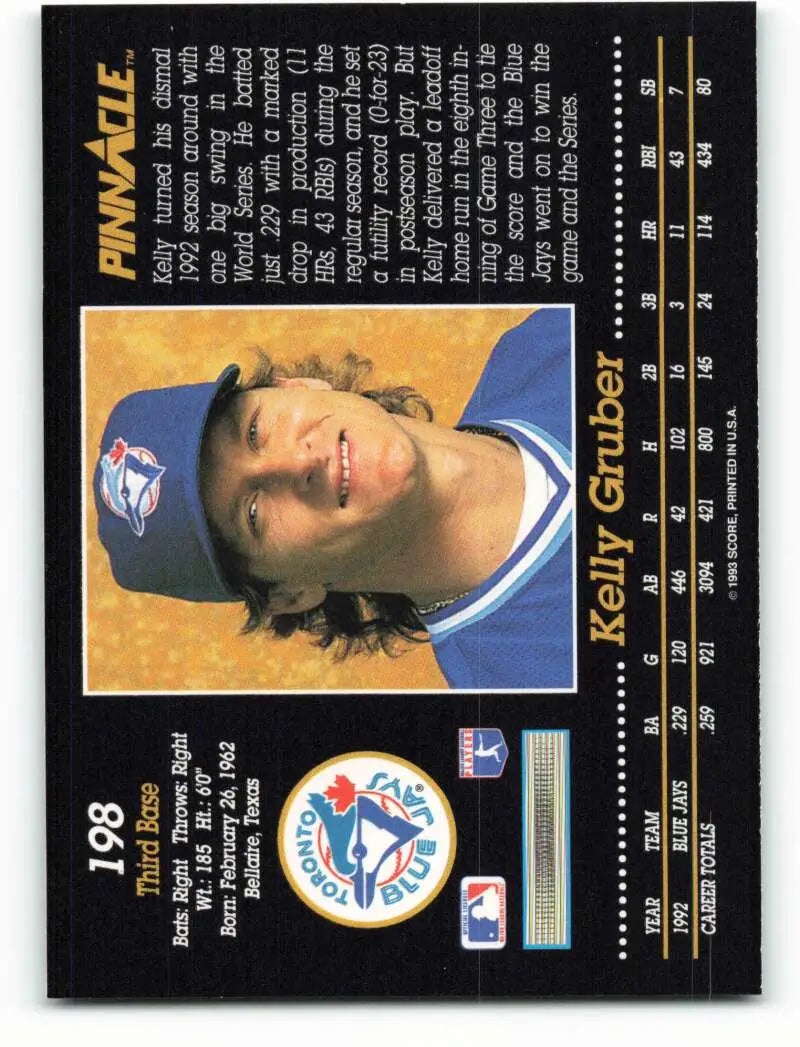 198
Third Base
Bats: Right Throws: Right
Wt.: 185 Ht.: 6'0"
Born: February 26, 1962
Bellaire, Texas
TORONTO
BLUE JAYS®
PLAYERS
PINNACLE™
Kelly turned his dismal
1992 season around with
one big swing in the
World Series. He batted
just .229 with a marked
drop in production (11
HRs, 43 RBIs) during the
regular season, and he set
a futility record (0-for-23)
in postseason play. But
Kelly delivered a leadoff
home run in the eighth in-
ning of Game Three to tie
the score and the Blue
Jays went on to win the
game and the Series.
Kelly Gruber
YEAR TEAM BA G AB R H 2B 3B HR RBI SB
1992 BLUE JAYS .229 120 446 42 102 16 3 11 43 7
CAREER TOTALS .259 921 3094 421 800 145 24 114 434 80
© 1993 SCORE, PRINTED IN U.S.A.